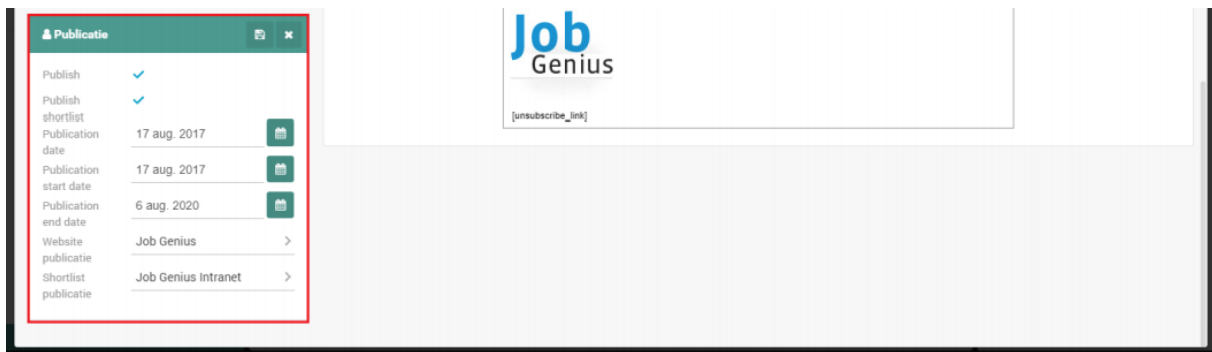 Publicatie
Publish
Publish
shortlist
Publication
date
17 aug. 2017
Publication
start date
17 aug. 2017
Publication
end date
6 aug. 2020
Website
publicatie
Job Genius
Shortlist
publicatie
Job Genius Intranet
Job
Genius
[unsubscribe_link]